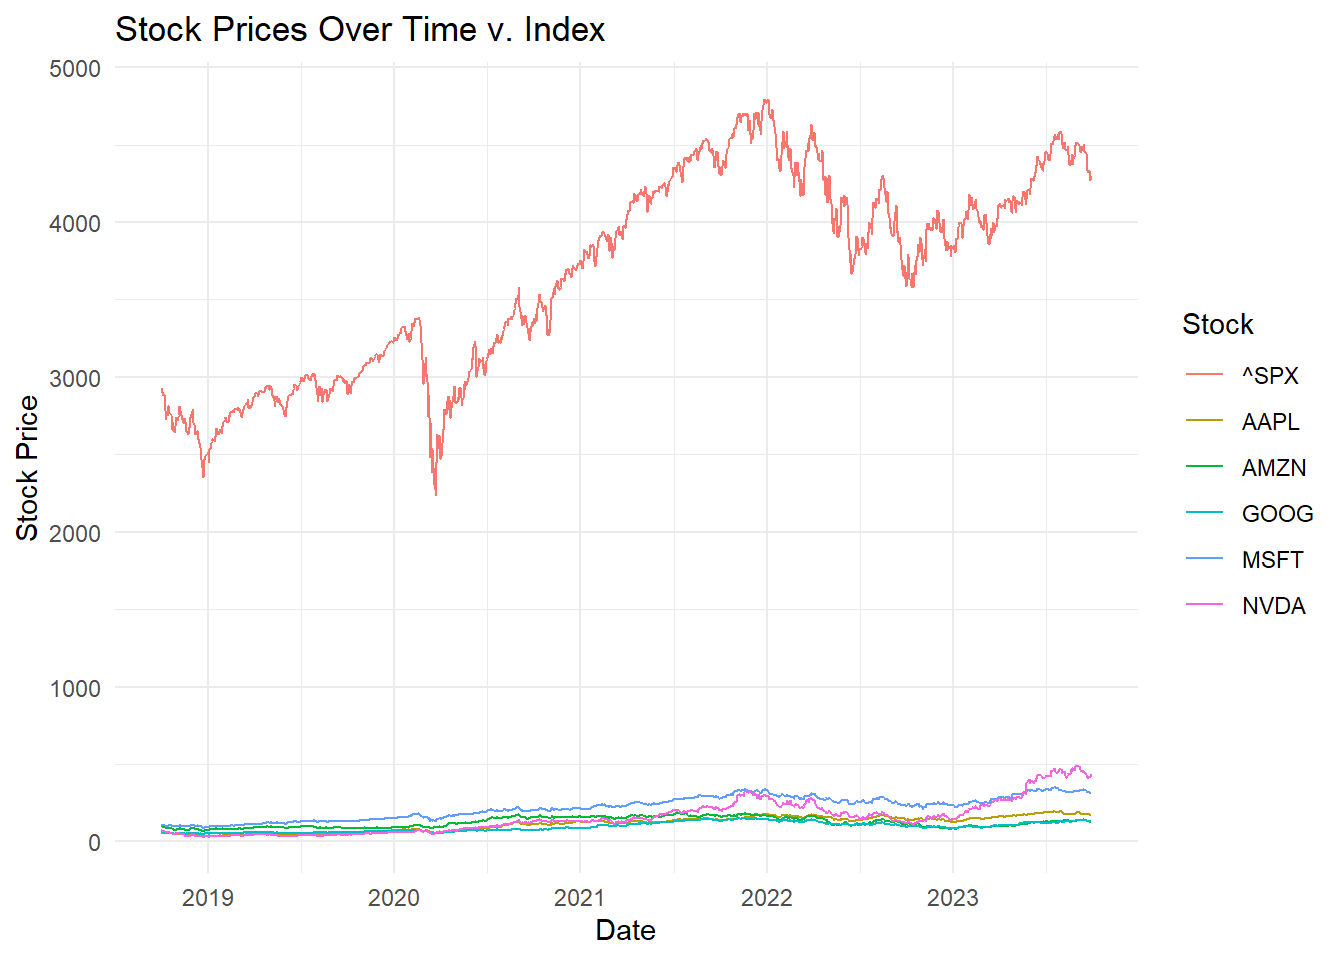 Stock Prices Over Time v. Index
5000
4000
3000
2000
1000
0
Stock Price
2019 2020 2021 2022 2023
Date
Stock
^SPX
AAPL
AMZN
GOOG
MSFT
NVDA